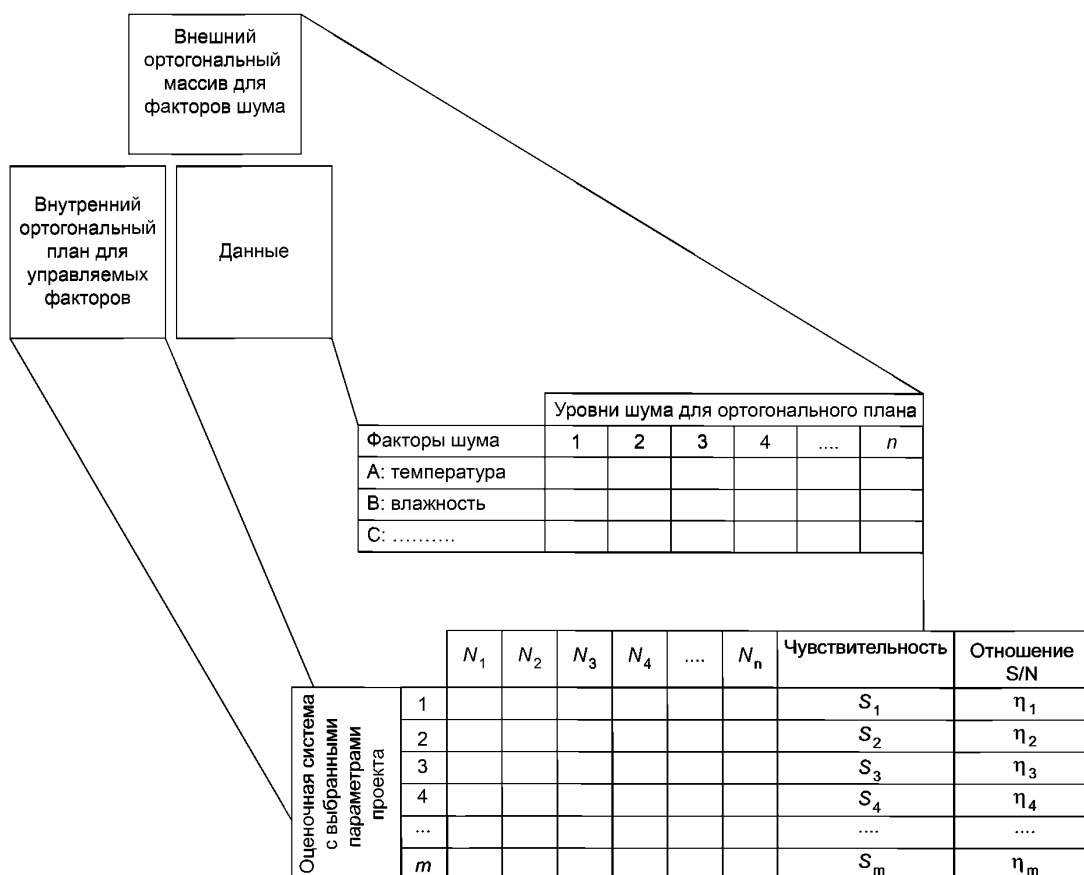 Внешний
ортогональный
массив для
факторов шума
Внутренний
ортогональный
план для
управляемых
факторов
Данные
Уровни шума для ортогонального плана
Факторы шума 1 2 3 4 .... n
A: температура
B: влажность
C: ..........
N1 N2 N3 N4 .... Nn Чувствительность Отношение
S/N
Оценочная система
с выбранными
параметрами
проекта
1 S1 η1
2 S2 η2
3 S3 η3
4 S4 η4
... .... ....
m Sm ηm